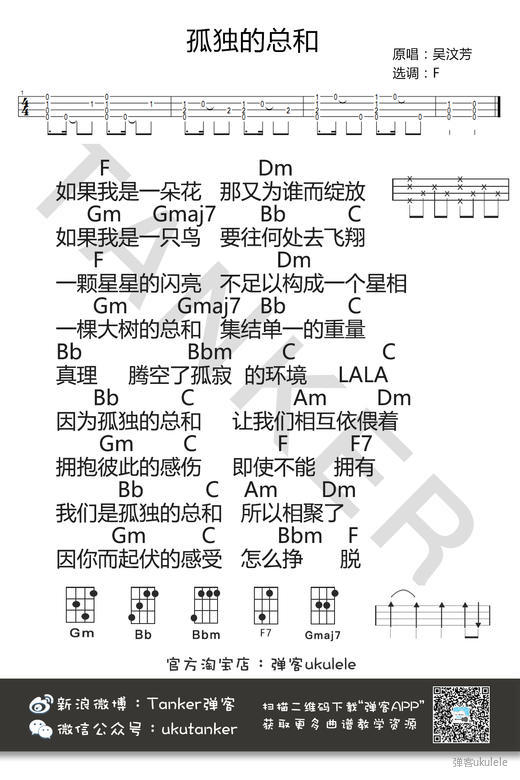 孤独的总和
原唱：吴汶芳
选调：F
F Dm
如果我是一朵花 那又为谁而绽放
Gm Gmaj7 Bb C
如果我是一只鸟 要往何处去飞翔
F Dm
一颗星星的闪亮 不足以构成一个星相
Gm Gmaj7 Bb C
一棵大树的总和 集结单一的重量
Bb Bbm C C
真理 腾空了孤寂 的环境 LALA
Bb C Am Dm
因为孤独的总和 让我们相互依偎着
Gm C F F7
拥抱彼此的感伤 即使不能 拥有
Bb C Am Dm
我们是孤独的总和 所以相聚了
Gm C Bbm F
因你而起伏的感受 怎么挣 脱
Gm Bb Bbm F7 Gmaj7
官方淘宝店：弹客ukulele
新浪微博：Tanker弹客
微信公众号：ukutanker
扫描二维码下载“弹客APP”
获取更多曲谱教学资源
弹客ukulele
TANKER